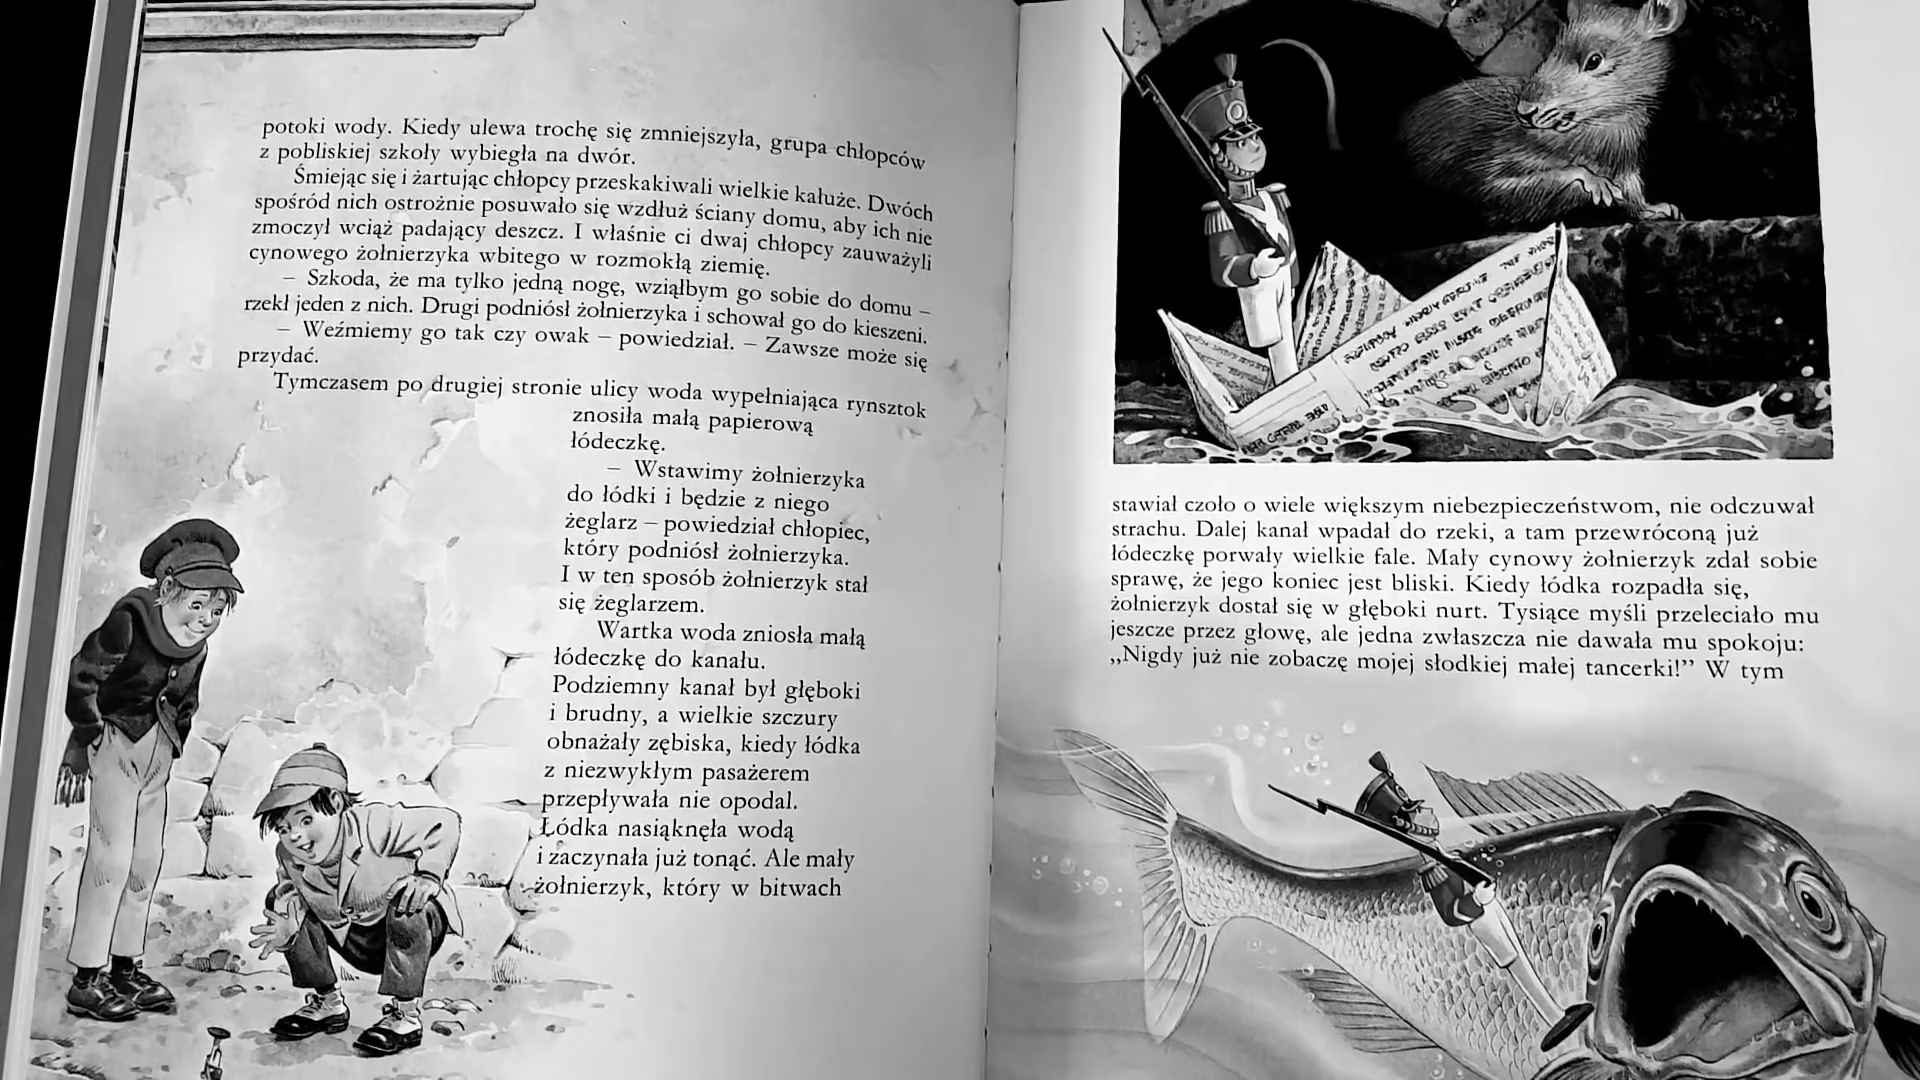 potoki wody. Kiedy ulewa trochę się zmniejszyła, grupa chłopców
z pobliskiej szkoły wybiegła na dwór.
Śmiejąc się i żartując chłopcy przeskakiwali wielkie kałuże. Dwóch
spośród nich ostrożnie posuwało się wzdłuż ściany domu, aby ich nie
zmoczył wciąż padający deszcz. I właśnie ci dwaj chłopcy zauważyli
cynowego żołnierzyka wbitego w rozmokłą ziemię.
– Szkoda, że ma tylko jedną nogę, wziąłbym go sobie do domu –
rzekł jeden z nich. Drugi podniósł żołnierzyka i schował go do kieszeni.
– Weźmiemy go tak czy owak – powiedział. – Zawsze może się
przydać.
Tymczasem po drugiej stronie ulicy woda wypełniająca rynsztok
znosiła małą papierową
łódeczkę.
– Wstawimy żołnierzyka
do łódki i będzie z niego
żeglarz – powiedział chłopiec,
który podniósł żołnierzyka.
I w ten sposób żołnierzyk stał
się żeglarzem.
Wartka woda zniosła małą
łódeczkę do kanału.
Podziemny kanał był głęboki
i brudny, a wielkie szczury
obnażały zębiska, kiedy łódka
z niezwykłym pasażerem
przepływała nie opodal.
Łódka nasiąknęła wodą
i zaczynała już tonąć. Ale mały
żołnierzyk, który w bitwach
stawiał czoło o wiele większym niebezpieczeństwom, nie odczuwał
strachu. Dalej kanał wpadał do rzeki, a tam przewróconą już
łódeczkę porwały wielkie fale. Mały cynowy żołnierzyk zdał sobie
sprawę, że jego koniec jest bliski. Kiedy łódka rozpadła się,
żołnierzyk dostał się w głęboki nurt. Tysiące myśli przeleciało mu
jeszcze przez głowę, ale jedna zwłaszcza nie dawała mu spokoju:
„Nigdy już nie zobaczę mojej słodkiej małej tancerki!” W tym